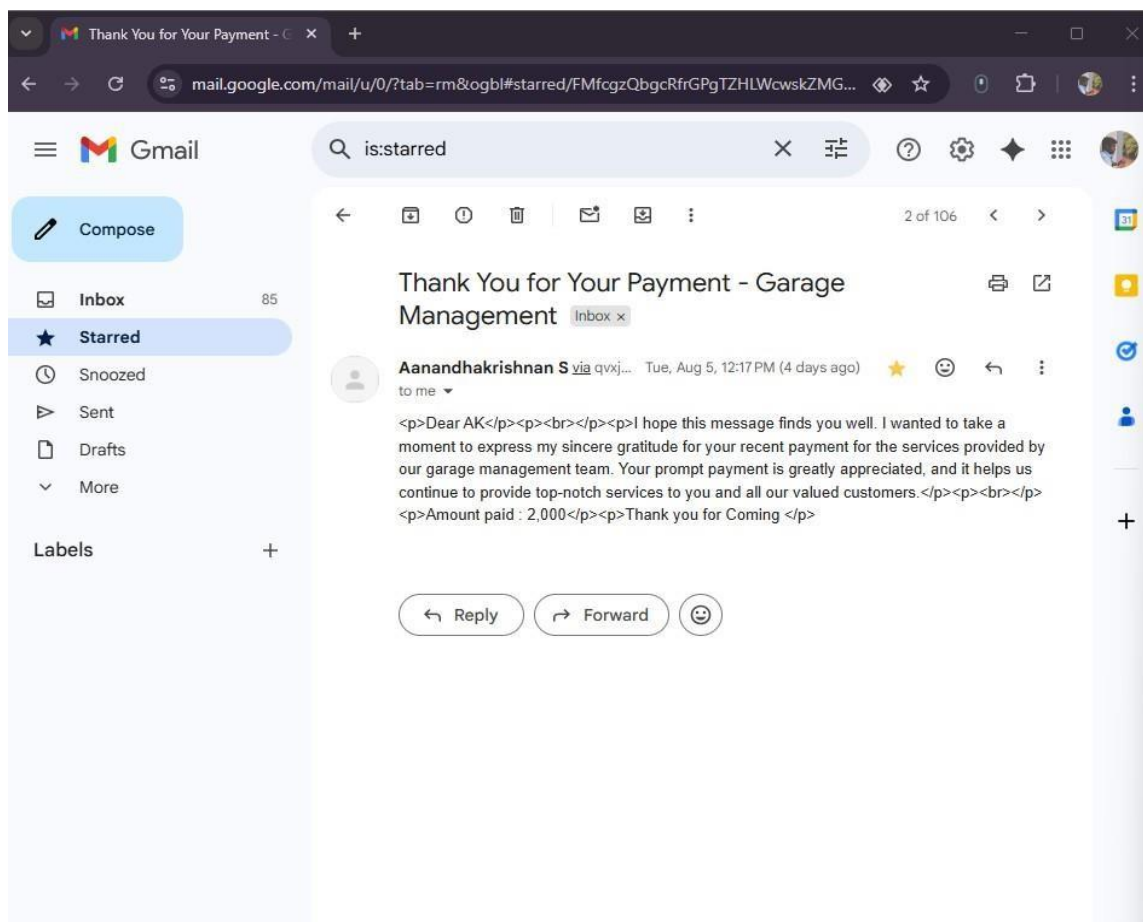 Thank You for Your Payment - G
mail.google.com/mail/u/0/?tab=rm&ogbl#starred/FMfcgzQbgcRfrGPgTZHLWcwskZMG...
Gmail
is:starred
Compose
2 of 106
31
Thank You for Your Payment - Garage
Management Inbox x
Inbox 85
Starred
Snoozed
Sent
Drafts
More
Labels
Aanandhakrishnan S via qvxj... Tue, Aug 5, 12:17 PM (4 days ago)
to me
<p>Dear AK</p><p><br></p><p>I hope this message finds you well. I wanted to take a
moment to express my sincere gratitude for your recent payment for the services provided by
our garage management team. Your prompt payment is greatly appreciated, and it helps us
continue to provide top-notch services to you and all our valued customers.</p><p><br></p>
<p>Amount paid : 2,000</p><p>Thank you for Coming </p>
Reply Forward